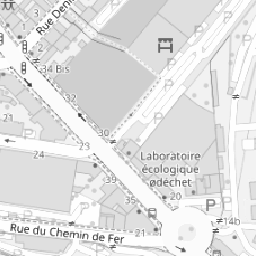 Rue Den
34 Bis
P
P
P
37
P
P
21
30
P
24
23
P
Laboratoire
écologique
ødéchet
39
35
20
P
P
14b
Rue du Chemin de Fer
21